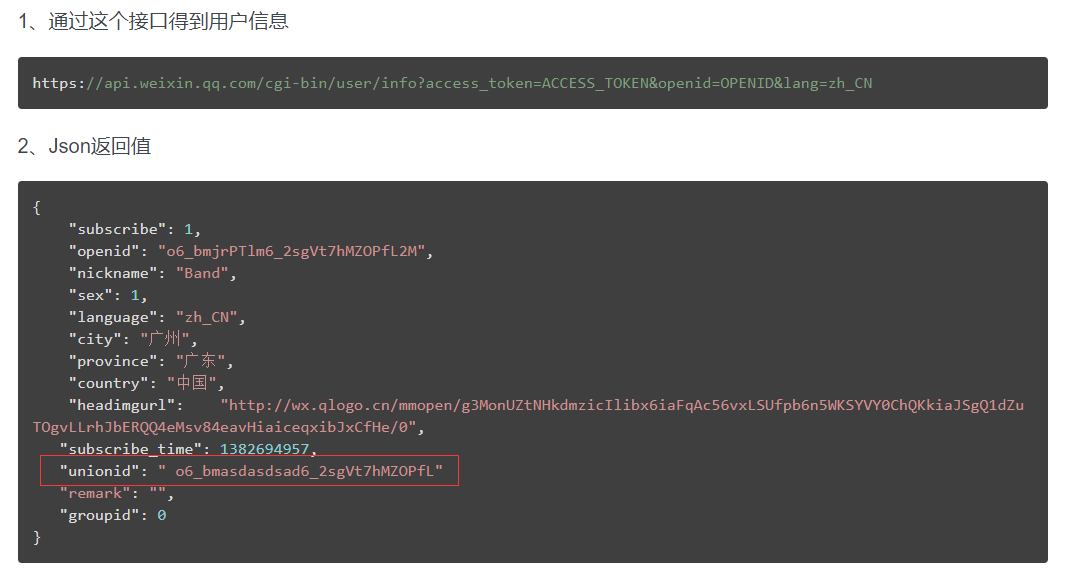 1、通过这个接口得到用户信息
https://api.weixin.qq.com/cgi-bin/user/info?access_token=ACCESS_TOKEN&openid=OPENID&lang=zh_CN
2、Json返回值
{
"subscribe": 1,
"openid": "o6_bmjrPTlm6_2sgVt7hMZOPfL2M",
"nickname": "Band",
"sex": 1,
"language": "zh_CN",
"city": "广州",
"province": "广东",
"country": "中国",
"headimgurl":    "http://wx.qlogo.cn/mmopen/g3MonUZtNHkdmzicIlibx6iaFqAc56vxLSUfpb6n5WKSYVY0ChQKkiaJSgQ1dZu
TOgvLLrhJbERQQ4eMsv84eavHiaiceqxibJxCfHe/0",
"subscribe_time": 1382694957,
"unionid": " o6_bmasdasdsad6_2sgVt7hMZOPfL"
"remark": "",
"groupid": 0
}